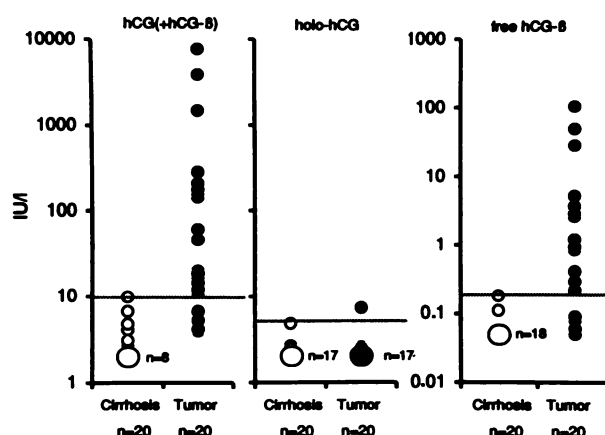 hCG(+hCG-ß)
holo-hCG
free hCG-ß
IU/l
10000
1000
100
10
1
1000
100
10
1
0.1
0.01
n=8
n=17
n=17
n=18
Cirrhosis Tumor
n=20 n=20
Cirrhosis Tumor
n=20 n=20
Cirrhosis Tumor
n=20 n=20